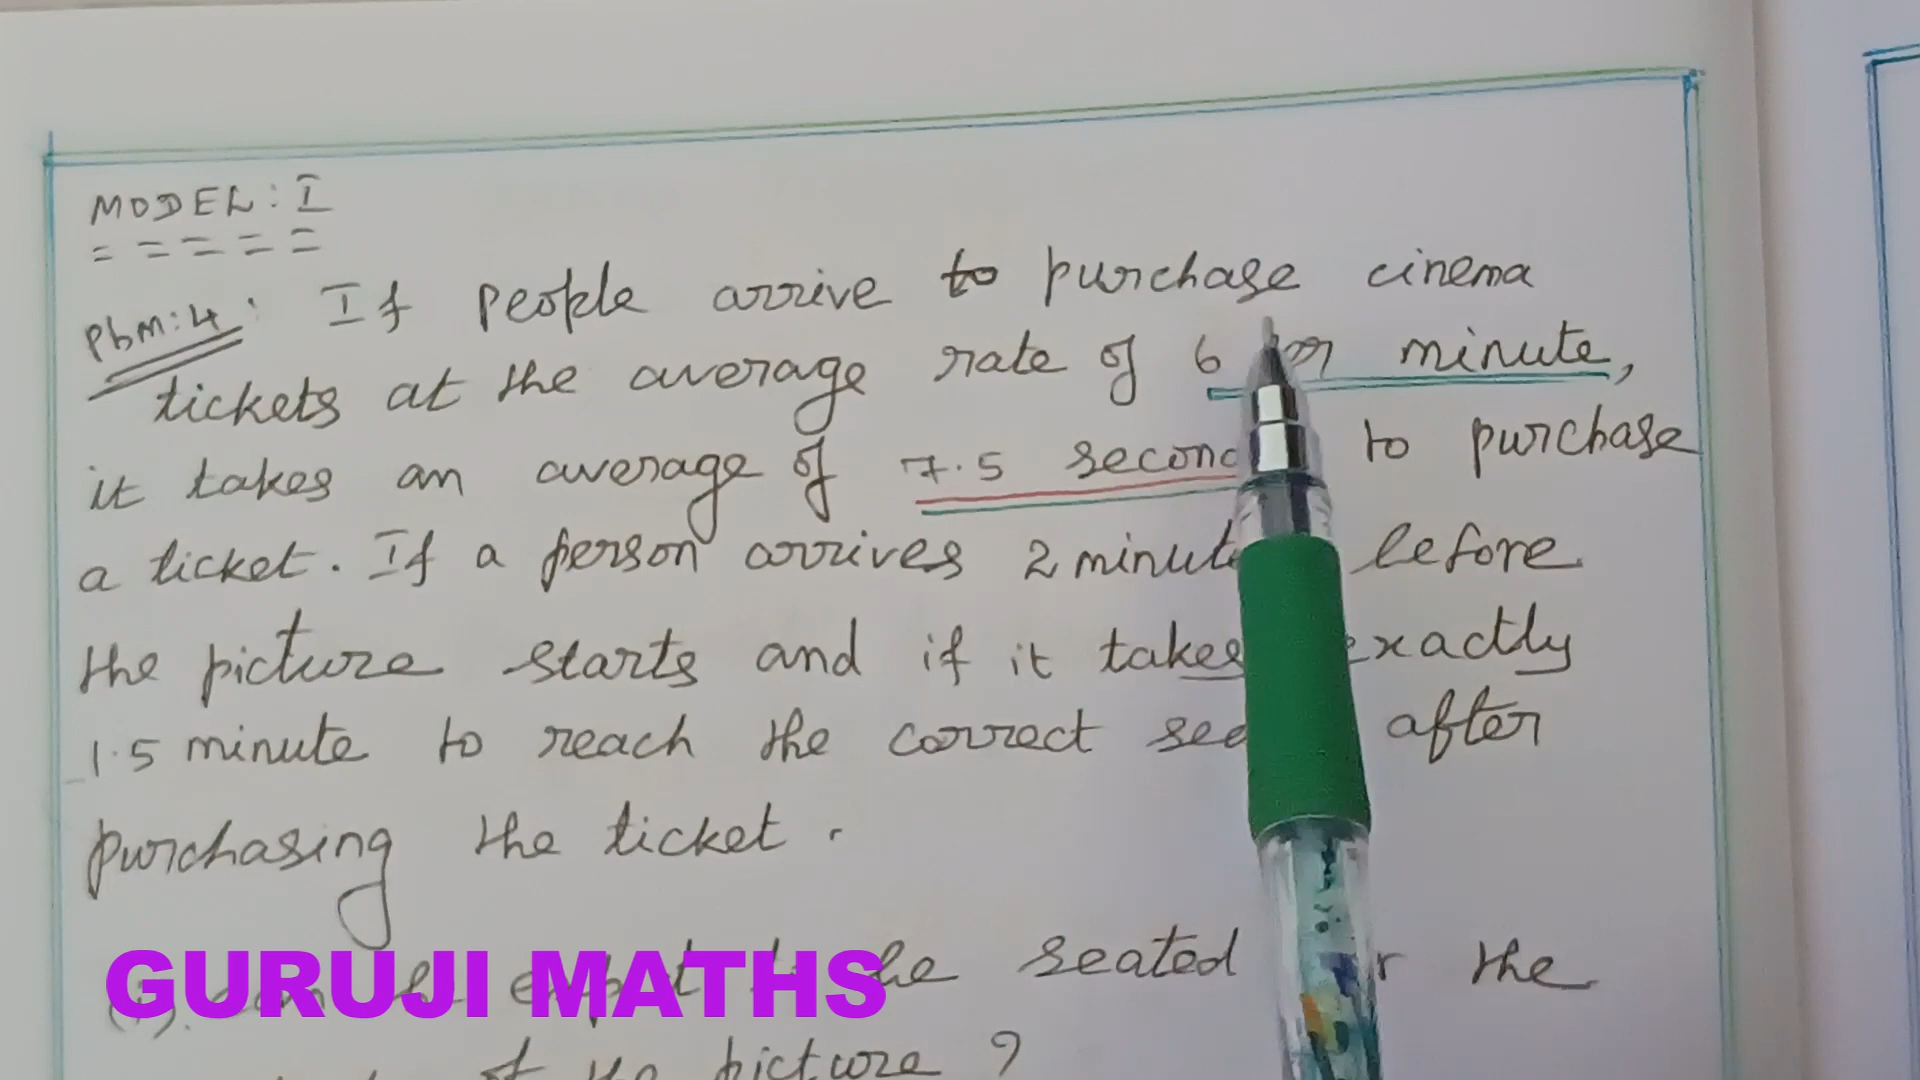 MODEL: I
Pbm:4: If people arrive to purchase cinema
tickets at the average rate of 6 minute,
it takes an average of 7.5 second to purchase
a ticket. If a person arrives 2 minute before
the picture starts and if it takes exactly
1.5 minute to reach the correct after
purchasing the ticket.
(i). seated the
picture ?
GURUJI MATHS